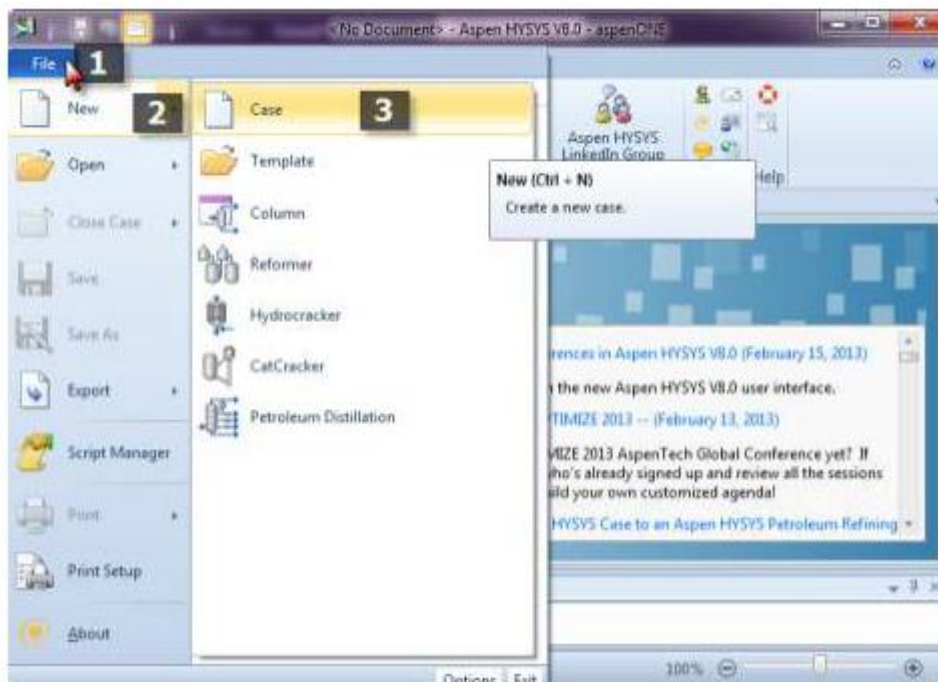 <No Document> - Aspen HYSYS V8.0 - aspenONE
File
1
New
2
Open
Close Case
Save
Save As
Export
Script Manager
Print
Print Setup
About
Case
3
Template
Column
Reformer
Hydrocracker
CatCracker
Petroleum Distillation
Options
Exit
Aspen HYSYS
LinkedIn Group
Help
New (Ctrl + N)
Create a new case.
rences in Aspen HYSYS V8.0 (February 15, 2013)
the new Aspen HYSYS V8.0 user interface.
TIMIZE 2013 -- (February 13, 2013)
MIZE 2013 AspenTech Global Conference yet? If
who's already signed up and review all the sessions
ild your own customized agenda!
HYSYS Case to an Aspen HYSYS Petroleum Refining
100%